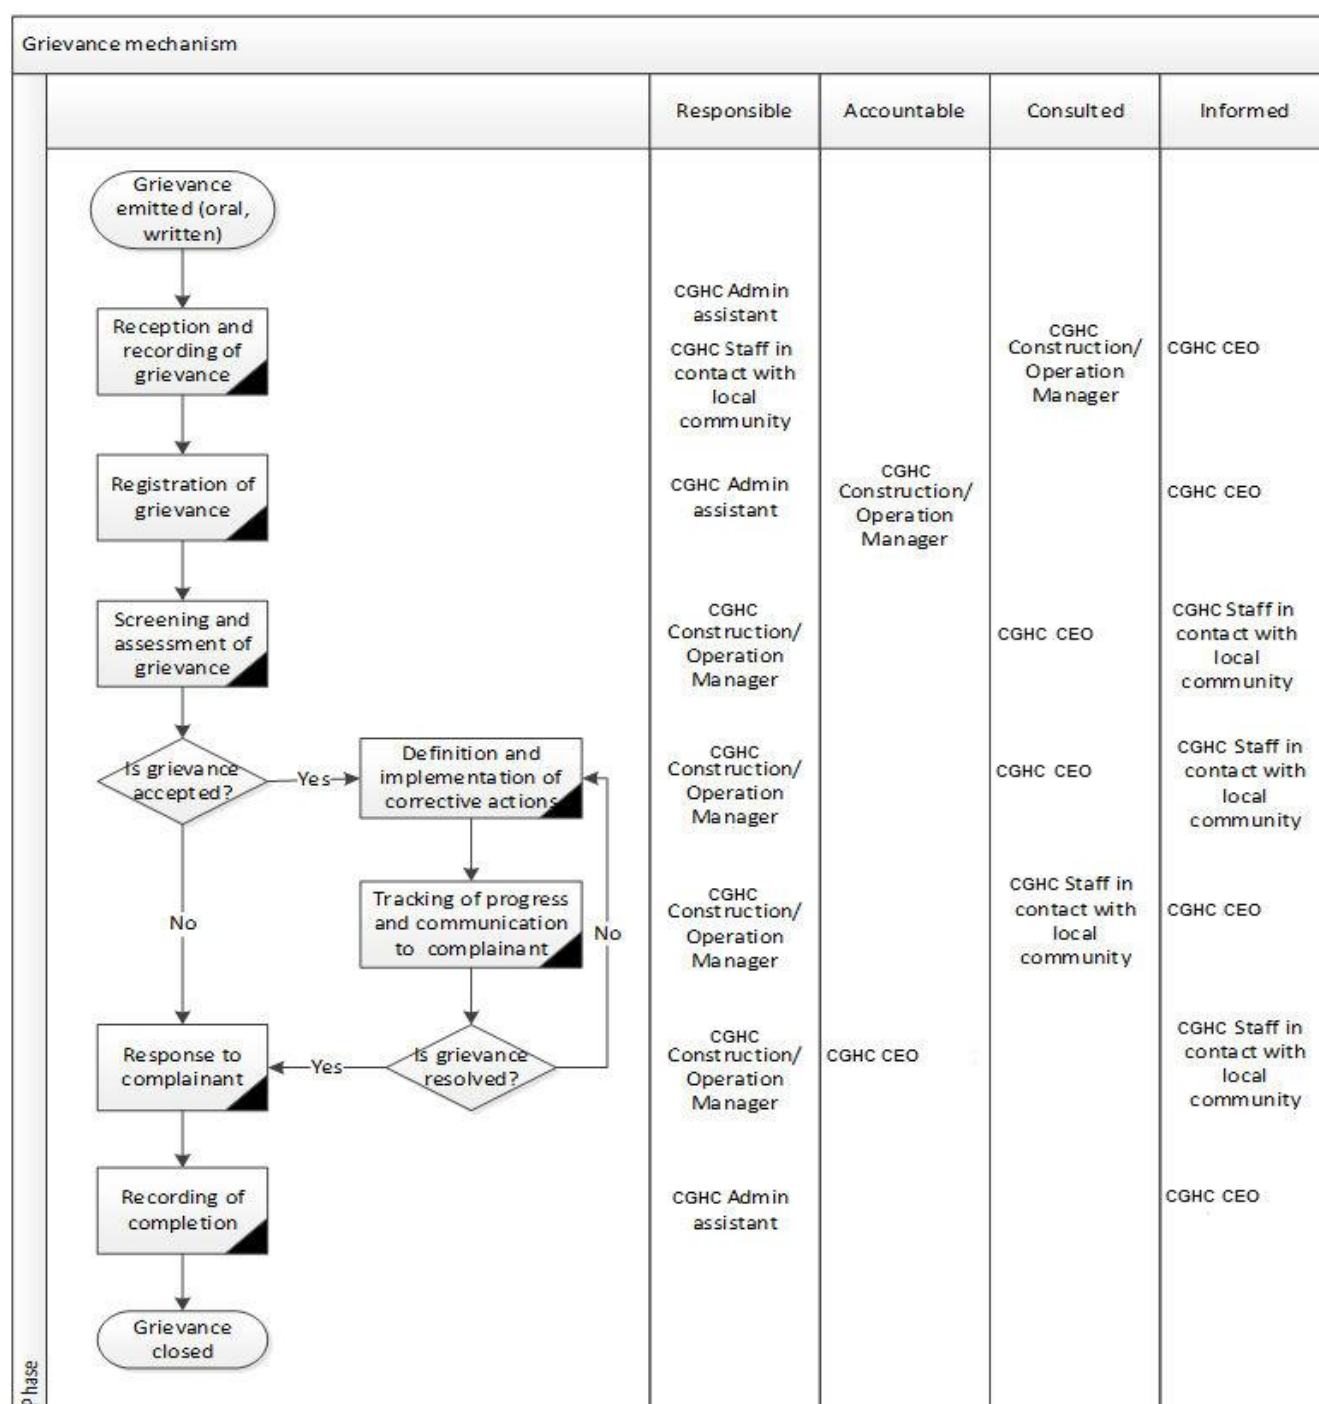 Grievance mechanism
Responsible
Accountable
Consulted
Informed
Grievance
emitted (oral,
written)
Reception and
recording of
grievance
CGHC Admin
assistant
CGHC Staff in
contact with
local
community
CGHC
Construction/
Operation
Manager
CGHC CEO
Registration of
grievance
CGHC Admin
assistant
CGHC
Construction/
Operation
Manager
CGHC CEO
Screening and
assessment of
grievance
CGHC
Construction/
Operation
Manager
CGHC CEO
CGHC Staff in
contact with
local
community
Is grievance
accepted?
Yes
Definition and
implementation of
corrective actions
CGHC
Construction/
Operation
Manager
CGHC CEO
CGHC Staff in
contact with
local
community
No
Tracking of progress
and communication
to complainant
No
CGHC
Construction/
Operation
Manager
CGHC Staff in
contact with
local
community
CGHC CEO
Response to
complainant
Yes
Is grievance
resolved?
CGHC
Construction/
Operation
Manager
CGHC CEO
CGHC Staff in
contact with
local
community
Recording of
completion
CGHC Admin
assistant
CGHC CEO
Grievance
closed
Phase